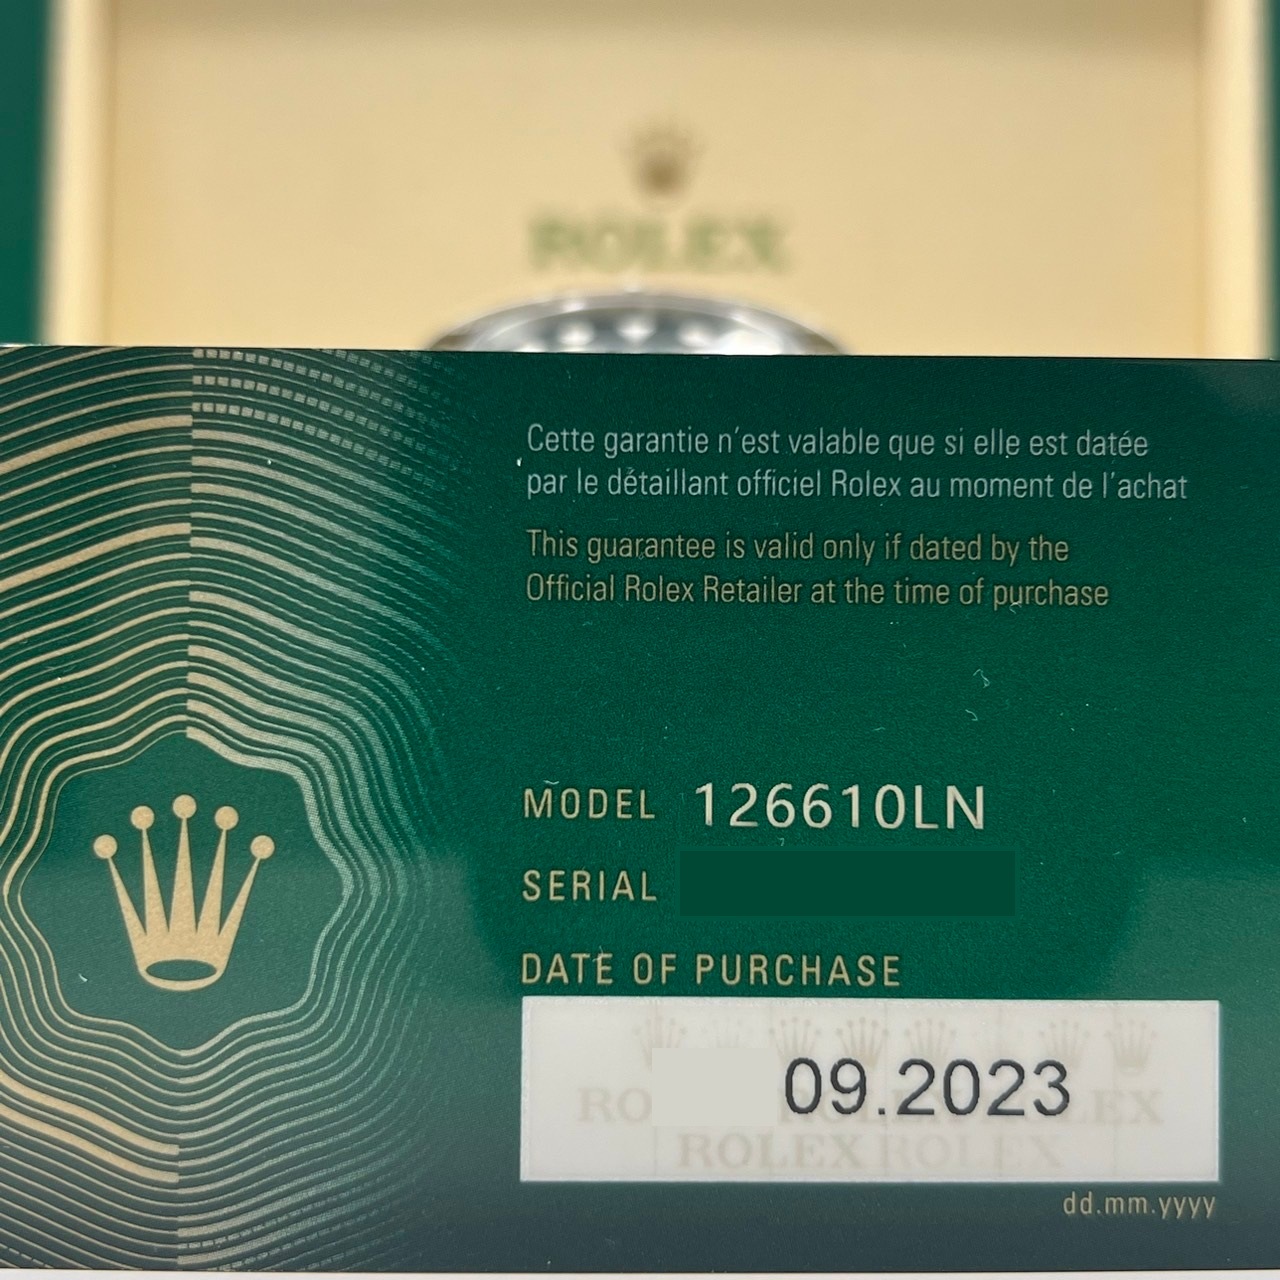 ROLEX
Cette garantie n'est valable que si elle est datée
par le détaillant officiel Rolex au moment de l'achat
This guarantee is valid only if dated by the
Official Rolex Retailer at the time of purchase
MODEL 126610LN
SERIAL
DATE OF PURCHASE
09.2023
ROLEX ROLEX
dd.mm.yyyy